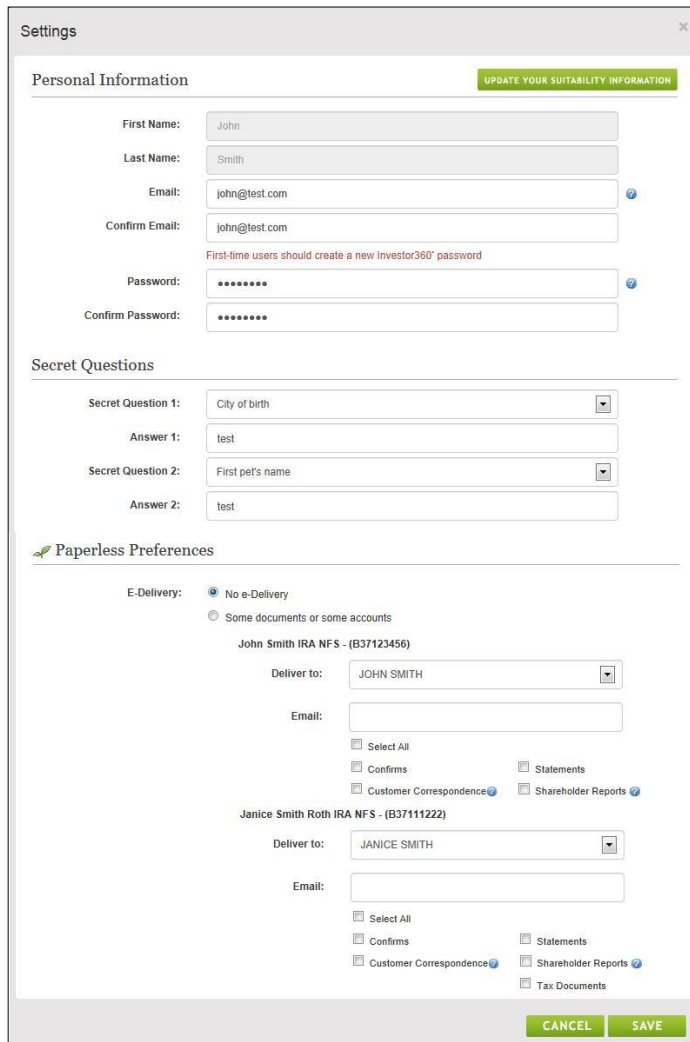 Settings
×
Personal Information
UPDATE YOUR SUITABILITY INFORMATION
First Name: John
Last Name: Smith
Email: john@test.com ?
Confirm Email: john@test.com
First-time users should create a new Investor360° password
Password: ●●●●●●●● ?
Confirm Password: ●●●●●●●●
Secret Questions
Secret Question 1: City of birth
Answer 1: test
Secret Question 2: First pet's name
Answer 2: test
Paperless Preferences
E-Delivery: No e-Delivery
Some documents or some accounts
John Smith IRA NFS - (B37123456)
Deliver to: JOHN SMITH
Email:
Select All
Confirms Statements
Customer Correspondence ? Shareholder Reports ?
Janice Smith Roth IRA NFS - (B37111222)
Deliver to: JANICE SMITH
Email:
Select All
Confirms Statements
Customer Correspondence ? Shareholder Reports ?
Tax Documents
CANCEL SAVE